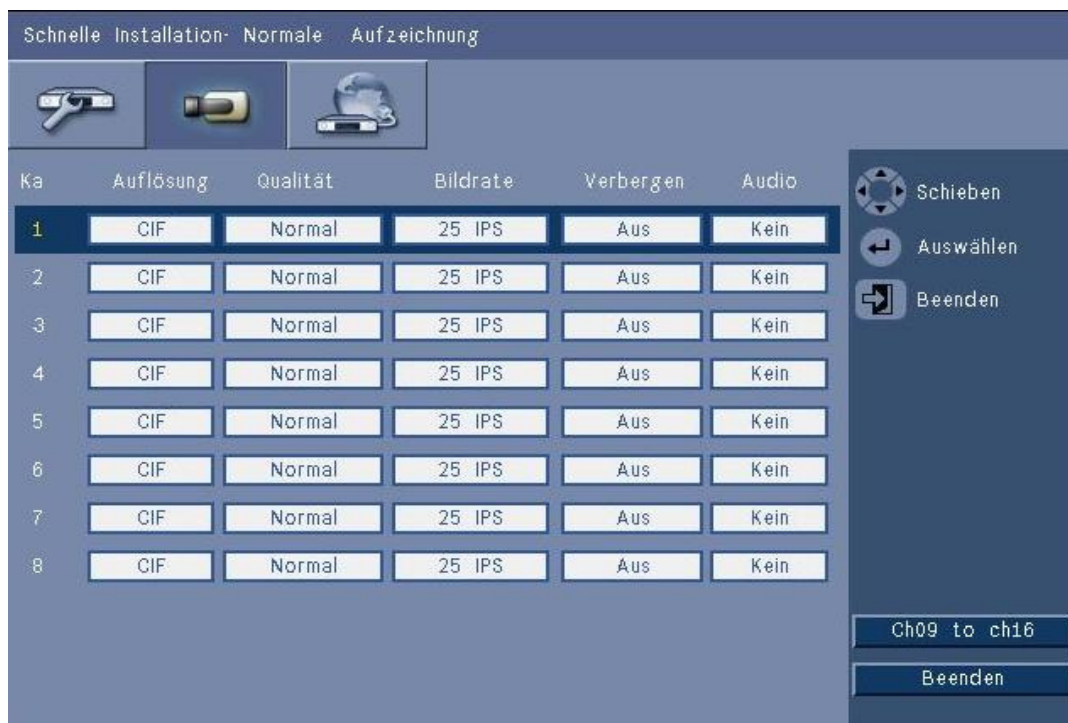 Schnelle Installation- Normale Aufzeichnung
Ka Auflösung Qualität Bildrate Verbergen Audio
1 CIF Normal 25 IPS Aus Kein
2 CIF Normal 25 IPS Aus Kein
3 CIF Normal 25 IPS Aus Kein
4 CIF Normal 25 IPS Aus Kein
5 CIF Normal 25 IPS Aus Kein
6 CIF Normal 25 IPS Aus Kein
7 CIF Normal 25 IPS Aus Kein
8 CIF Normal 25 IPS Aus Kein
Schieben
Auswählen
Beenden
Ch09 to ch16
Beenden